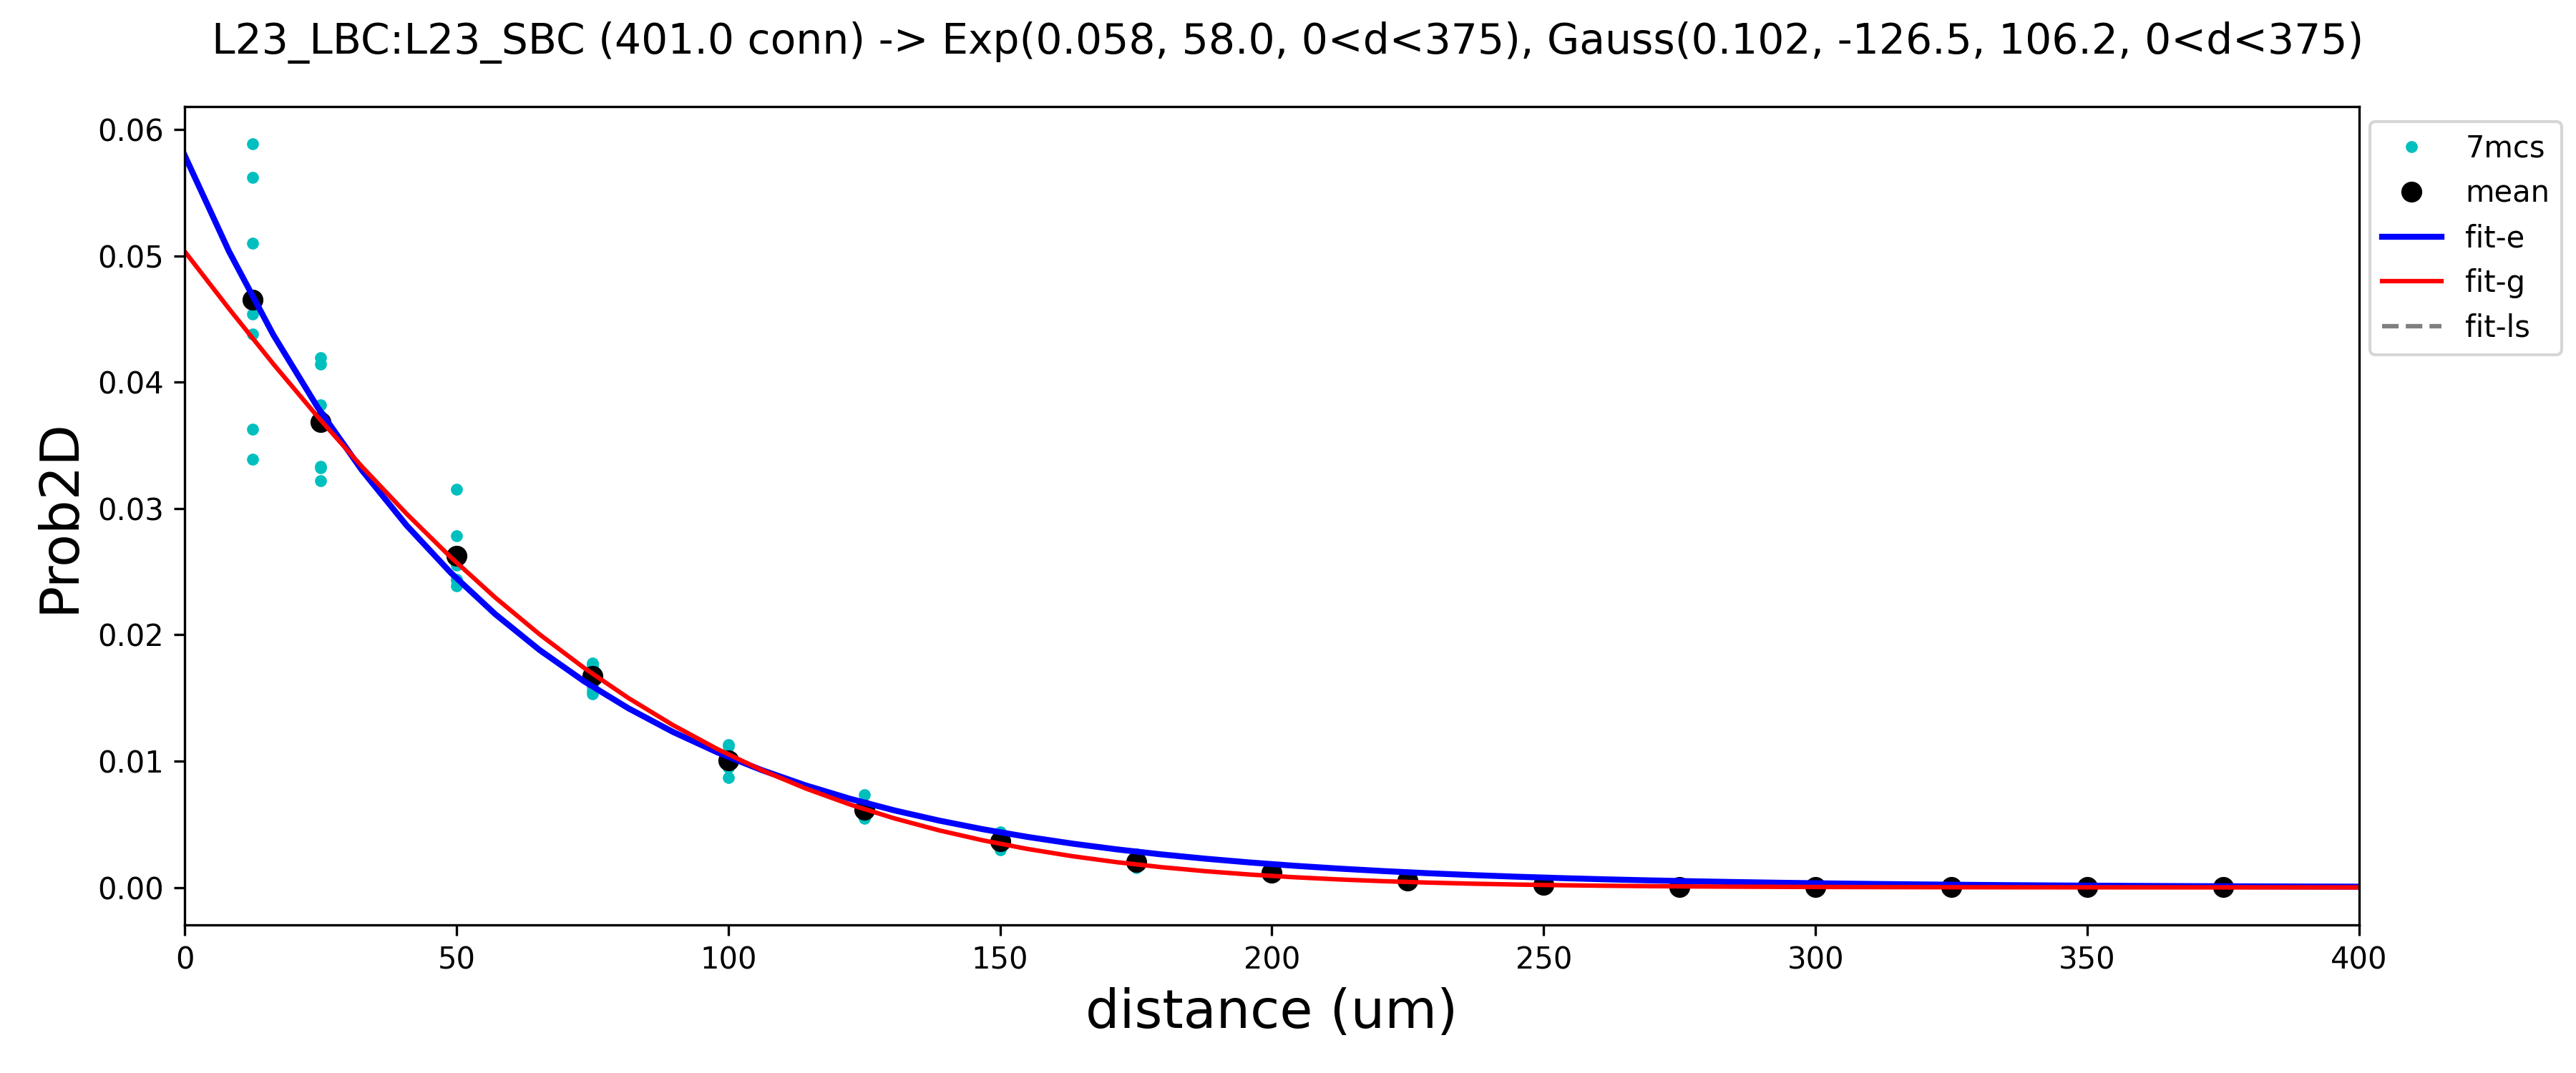 L23_LBC:L23_SBC (401.0 conn) -> Exp(0.058, 58.0, 0<d<375), Gauss(0.102, -126.5, 106.2, 0<d<375)
0.06
0.05
0.04
0.03
0.02
0.01
0.00
Prob2D
0 50 100 150 200 250 300 350 400
distance (um)
7mcs
mean
fit-e
fit-g
fit-ls